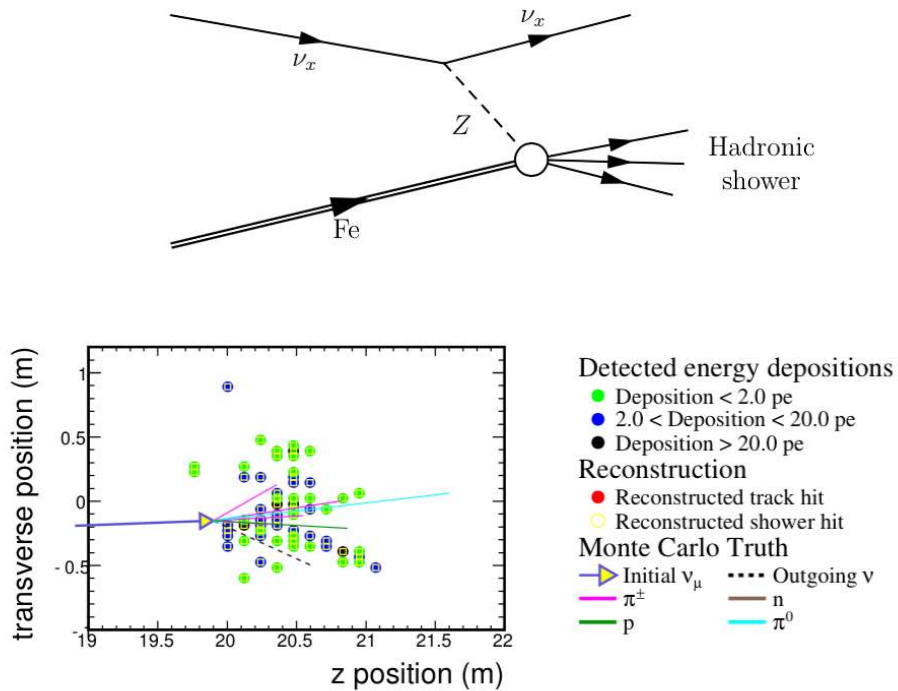 ν_x
ν_x
Z
Fe
Hadronic
shower
transverse position (m)
1
0.5
0
-0.5
-1
19
19.5
20
20.5
21
21.5
22
z position (m)
Detected energy depositions
Deposition < 2.0 pe
2.0 < Deposition < 20.0 pe
Deposition > 20.0 pe
Reconstruction
Reconstructed track hit
Reconstructed shower hit
Monte Carlo Truth
Initial ν_μ
Outgoing ν
π±
n
p
π⁰